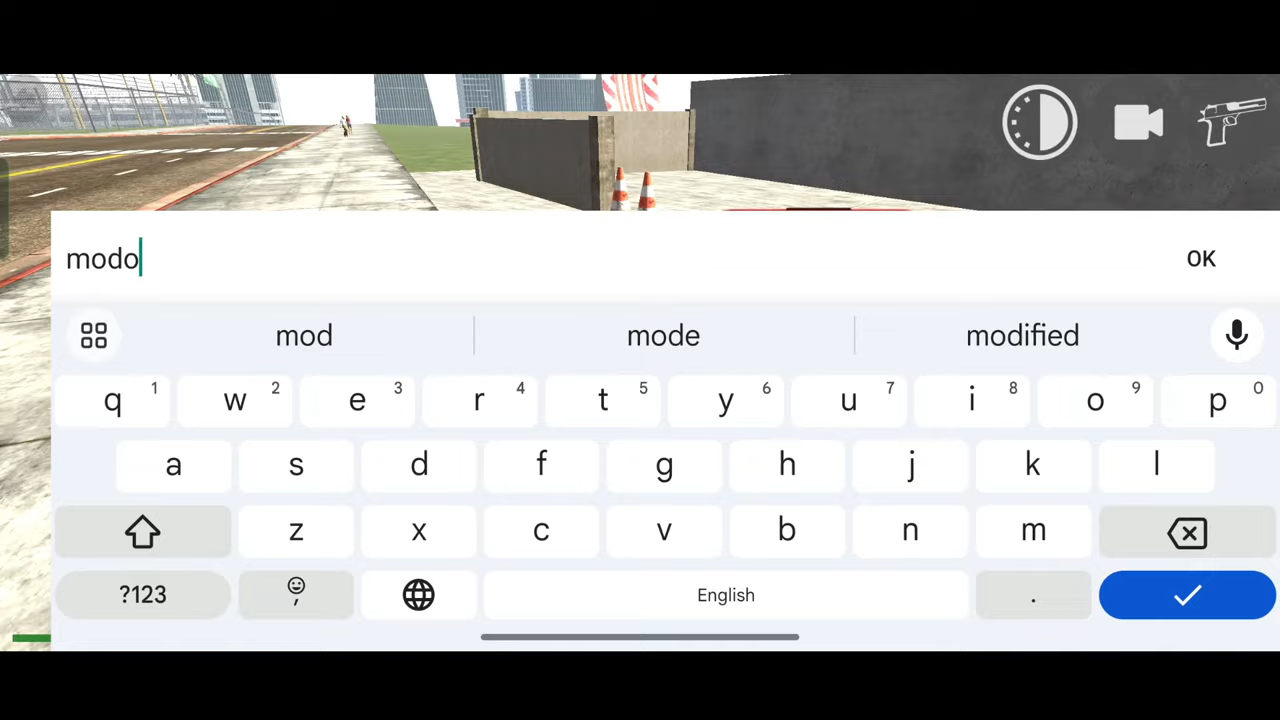 modo
OK
mod mode modified
q 1 w 2 e 3 r 4 t 5 y 6 u 7 i 8 o 9 p 0
a s d f g h j k l
z x c v b n m
?123 , English .